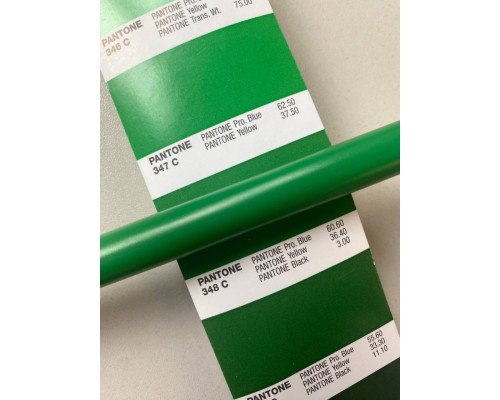 75.00
PANTONE Pro. Blue
PANTONE Yellow
PANTONE Trans. Wt.
PANTONE
346 C
PANTONE Pro. Blue 62.50
PANTONE Yellow 37.50
PANTONE
347 C
PANTONE Pro. Blue 60.60
PANTONE Yellow 36.40
PANTONE Black 3.00
PANTONE
348 C
PANTONE Pro. Blue 55.60
PANTONE Yellow 33.30
PANTONE Black 11.10
PANTONE